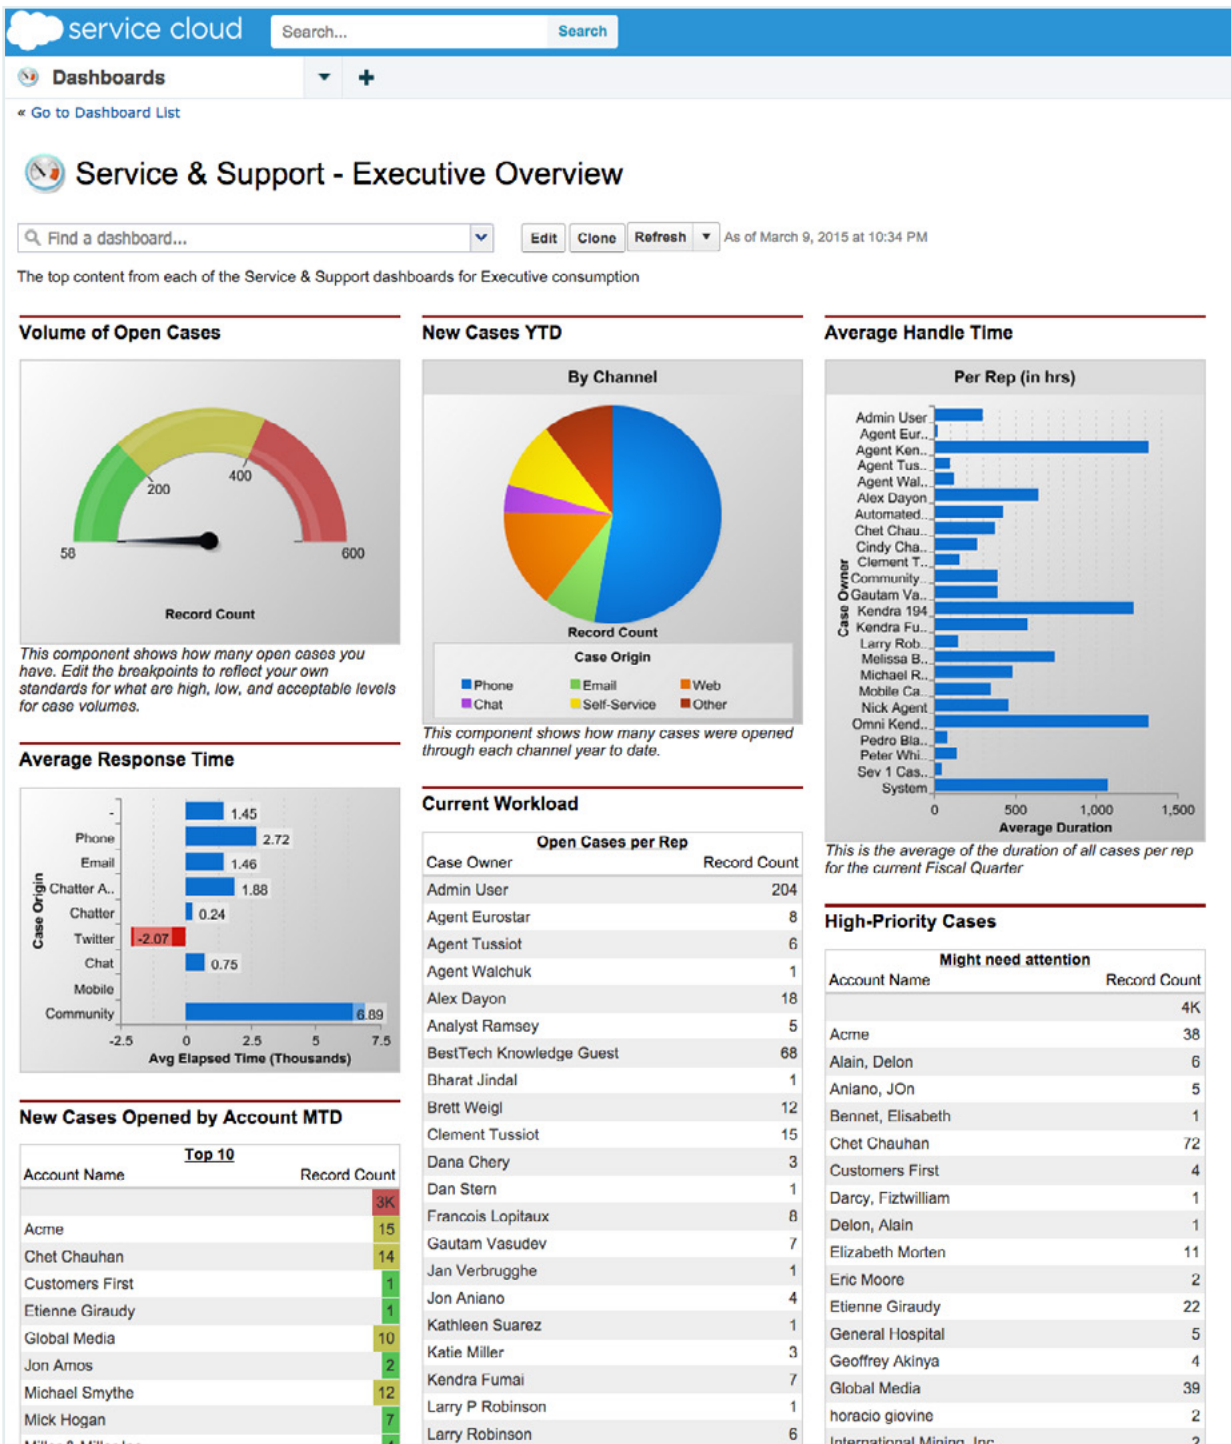 service cloud
Search...
Search
Dashboards
« Go to Dashboard List
Service & Support - Executive Overview
Find a dashboard...
Edit Clone Refresh As of March 9, 2015 at 10:34 PM
The top content from each of the Service & Support dashboards for Executive consumption
Volume of Open Cases
200
400
58
600
Record Count
This component shows how many open cases you
have. Edit the breakpoints to reflect your own
standards for what are high, low, and acceptable levels
for case volumes.
Average Response Time
Case Origin
- 1.45
Phone 2.72
Email 1.46
Chatter A.. 1.88
Chatter 0.24
Twitter -2.07
Chat 0.75
Mobile
Community 6.89
-2.5 0 2.5 5 7.5
Avg Elapsed Time (Thousands)
New Cases Opened by Account MTD
Top 10
Account Name Record Count
3K
Acme 15
Chet Chauhan 14
Customers First 1
Etienne Giraudy 1
Global Media 10
Jon Amos 2
Michael Smythe 12
Mick Hogan 7
New Cases YTD
By Channel
Record Count
Case Origin
Phone Email Web
Chat Self-Service Other
This component shows how many cases were opened
through each channel year to date.
Current Workload
Open Cases per Rep
Case Owner Record Count
Admin User 204
Agent Eurostar 8
Agent Tussiot 6
Agent Walchuk 1
Alex Dayon 18
Analyst Ramsey 5
BestTech Knowledge Guest 68
Bharat Jindal 1
Brett Weigl 12
Clement Tussiot 15
Dana Chery 3
Dan Stern 1
Francois Lopitaux 8
Gautam Vasudev 7
Jan Verbrugghe 1
Jon Aniano 4
Kathleen Suarez 1
Katie Miller 3
Kendra Fumai 7
Larry P Robinson 1
Larry Robinson 6
Average Handle Time
Per Rep (in hrs)
Case Owner
Admin User
Agent Eur..
Agent Ken..
Agent Tus..
Agent Wal..
Alex Dayon
Automated..
Chet Chau..
Cindy Cha..
Clement T..
Community..
Gautam Va..
Kendra 194
Kendra Fu..
Larry Rob..
Melissa B..
Michael R..
Mobile Ca..
Nick Agent
Omni Kend..
Pedro Bla..
Peter Whi..
Sev 1 Cas..
System
0 500 1,000 1,500
Average Duration
This is the average of the duration of all cases per rep
for the current Fiscal Quarter
High-Priority Cases
Might need attention
Account Name Record Count
4K
Acme 38
Alain, Delon 6
Aniano, JOn 5
Bennet, Elisabeth 1
Chet Chauhan 72
Customers First 4
Darcy, Fiztwilliam 1
Delon, Alain 1
Elizabeth Morten 11
Eric Moore 2
Etienne Giraudy 22
General Hospital 5
Geoffrey Akinya 4
Global Media 39
horacio giovine 2
International Mining, Inc 2